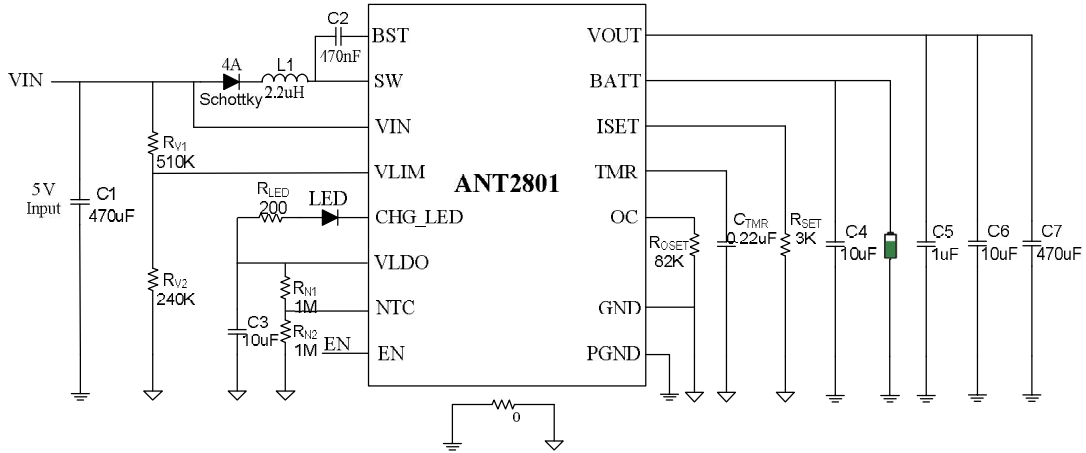 C2
470nF
BST
VOUT
4A
Schottky
L1
2.2uH
VIN
SW
BATT
VIN
ISET
RV1
510K
VLIM
TMR
ANT2801
5V
Input
C1
470uF
RLED
200
LED
CHG_LED
OC
ROSET
82K
CTMR
0.22uF
RSET
3K
C4
10uF
C5
1uF
C6
10uF
C7
470uF
VLDO
RV2
240K
RN1
1M
NTC
GND
C3
10uF
RN2
1M
EN
EN
PGND
0